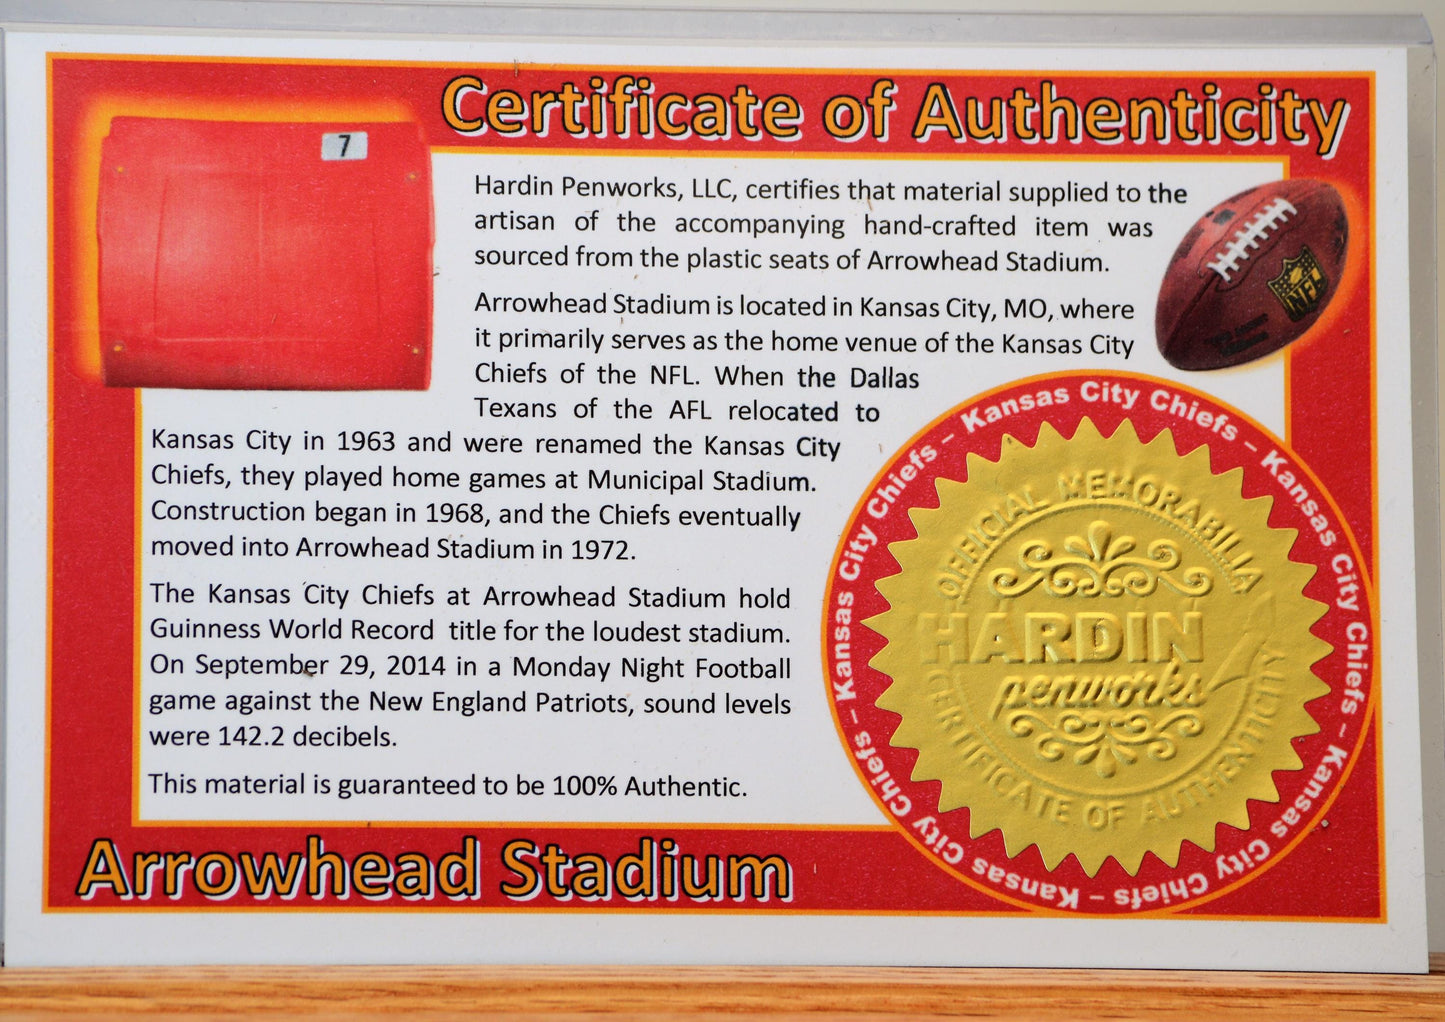 Certificate of Authenticity
7
Hardin Penworks, LLC, certifies that material supplied to the
artisan of the accompanying hand-crafted item was
sourced from the plastic seats of Arrowhead Stadium.
NFL
Arrowhead Stadium is located in Kansas City, MO, where
it primarily serves as the home venue of the Kansas City
Chiefs of the NFL. When the Dallas
Texans of the AFL relocated to
Kansas City in 1963 and were renamed the Kansas City
Chiefs, they played home games at Municipal Stadium.
Construction began in 1968, and the Chiefs eventually
moved into Arrowhead Stadium in 1972.
The Kansas City Chiefs at Arrowhead Stadium hold
Guinness World Record title for the loudest stadium.
On September 29, 2014 in a Monday Night Football
game against the New England Patriots, sound levels
were 142.2 decibels.
This material is guaranteed to be 100% Authentic.
Kansas City Chiefs – Kansas City Chiefs – Kansas City Chiefs – Kansas City Chiefs – Kansas City Chiefs – Kansas City Chiefs –
OFFICIAL MEMORABILIA
HARDIN
penworks
CERTIFICATE OF AUTHENTICITY
Arrowhead Stadium